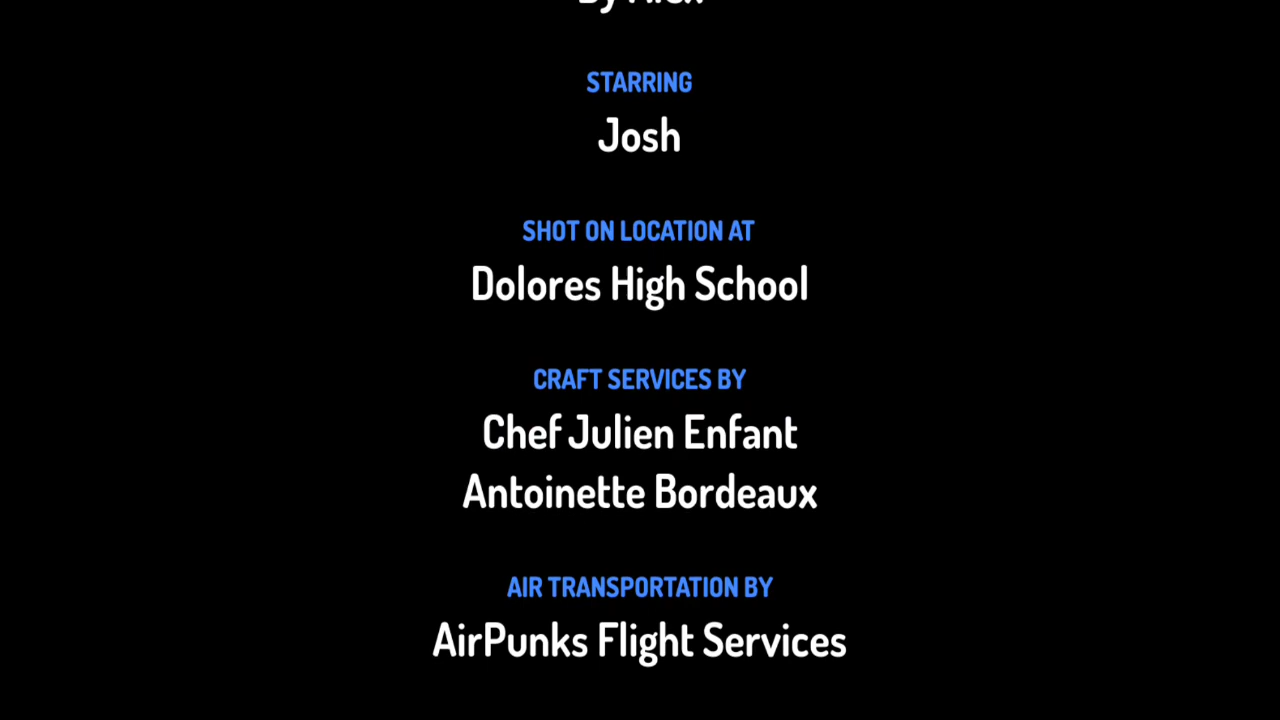 STARRING
Josh
SHOT ON LOCATION AT
Dolores High School
CRAFT SERVICES BY
Chef Julien Enfant
Antoinette Bordeaux
AIR TRANSPORTATION BY
AirPunks Flight Services